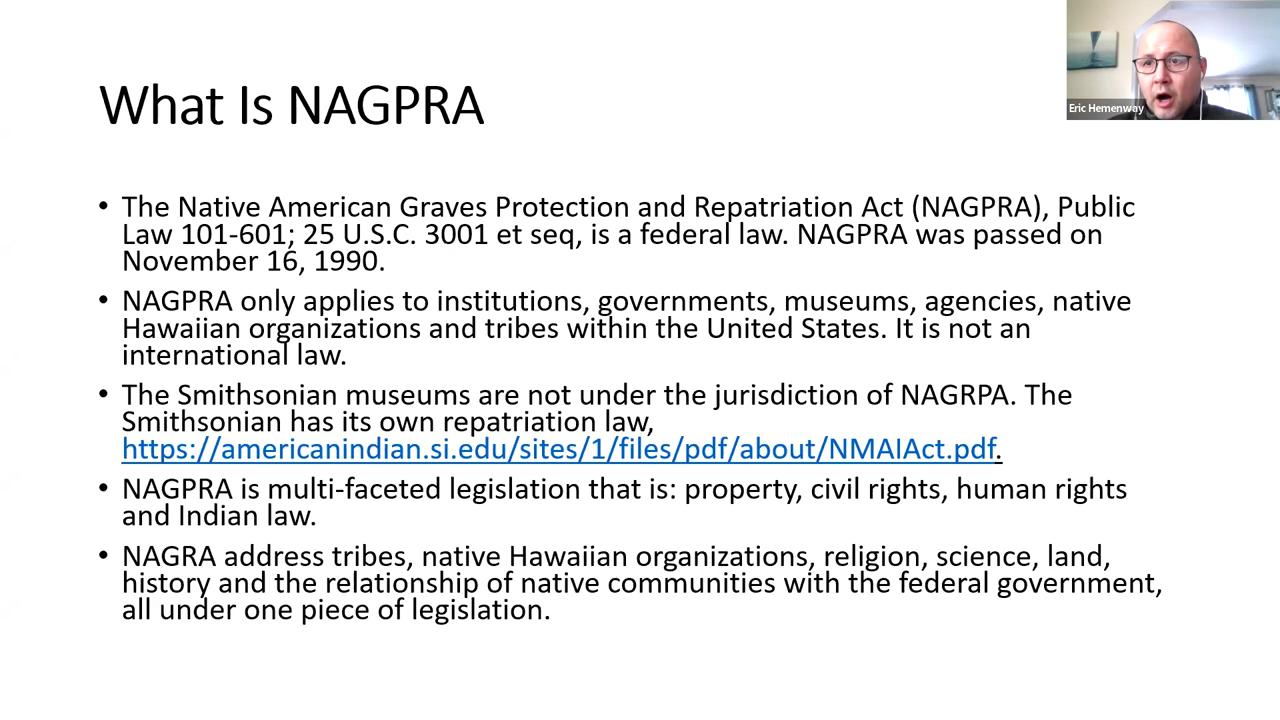 What Is NAGPRA
Eric Hemenway
• The Native American Graves Protection and Repatriation Act (NAGPRA), Public
Law 101-601; 25 U.S.C. 3001 et seq, is a federal law. NAGPRA was passed on
November 16, 1990.
• NAGPRA only applies to institutions, governments, museums, agencies, native
Hawaiian organizations and tribes within the United States. It is not an
international law.
• The Smithsonian museums are not under the jurisdiction of NAGRPA. The
Smithsonian has its own repatriation law,
https://americanindian.si.edu/sites/1/files/pdf/about/NMAIAct.pdf.
• NAGPRA is multi-faceted legislation that is: property, civil rights, human rights
and Indian law.
• NAGRA address tribes, native Hawaiian organizations, religion, science, land,
history and the relationship of native communities with the federal government,
all under one piece of legislation.